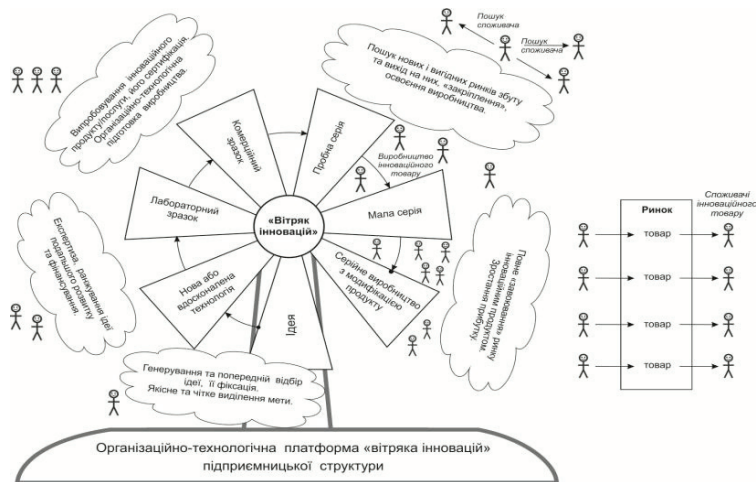 Випробовування інноваційного
продукту/послуги, його сертифікація.
Організаційно-технологічна
підготовка виробництва.
Пошук
споживача
Пошук
споживача
Пошук нових і вигідних ринків збуту
та вихід на них, «закріплення»,
освоєння виробництва.
Комерційний
зразок
Пробна серія
Виробництво
інноваційного
товару
Лабораторний
зразок
«Вітряк
інновацій»
Мала серія
Експертиза, ранжування ідеї
подальшого розвитку
та фінансування.
Нова або
вдосконалена
технологія
Ідея
Серійне виробництво
з модифікацією
продукту
Повне «завоювання» ринку
інноваційним продуктом.
Зростання прибутку.
Ринок
Споживачі
інноваційного
товару
товар
товар
товар
товар
Генерування та попередній відбір
ідеї, її фіксація.
Якісне та чітке виділення мети.
Організаційно-технологічна платформа «вітряка інновацій»
підприємницької структури